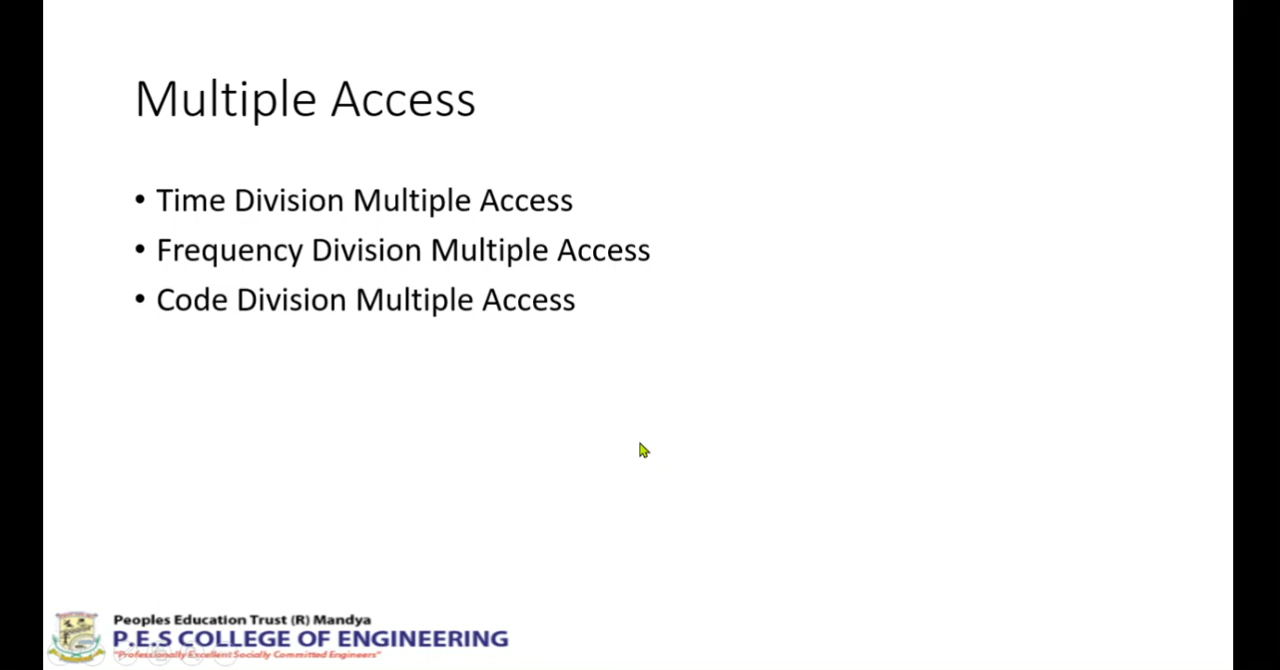 Multiple Access
• Time Division Multiple Access
• Frequency Division Multiple Access
• Code Division Multiple Access
Peoples Education Trust (R) Mandya
P.E.S COLLEGE OF ENGINEERING
"Professionally Excellent Socially Committed Engineers"